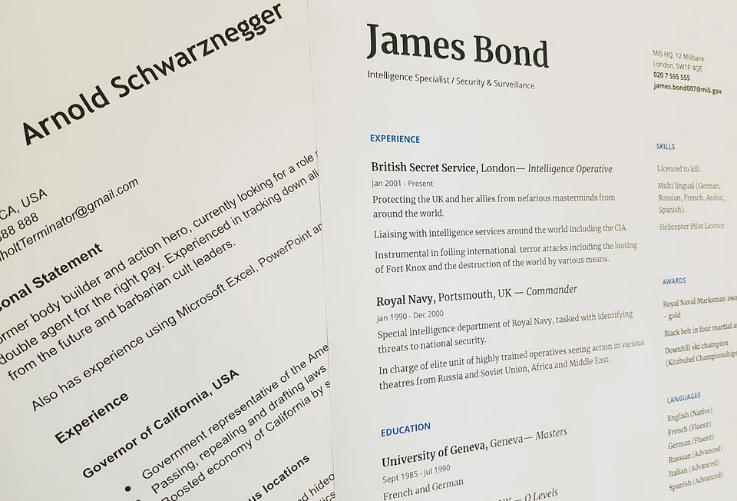 Arnold Schwarznegger
CA, USA
888 888
holtTerminator@gmail.com
sonal Statement
ormer body builder and action hero, currently looking for a role
double agent for the right pay. Experienced in tracking down
from the future and barbarian cult leaders.
Also has experience using Microsoft Excel, PowerPoint
Experience
Governor of California, USA
Government representative of the
Passing, repealing and drafting laws
Boosted economy of California by
us locations
James Bond
Intelligence Specialist / Security & Surveillance
MI5 HQ, 12 Millbank
London, SW1P 4QE
020 7 555 555
james.bond007@mi5.gov
EXPERIENCE
British Secret Service, London— Intelligence Operative
Jan 2001 - Present
Protecting the UK and her allies from nefarious masterminds from
around the world.
Liaising with intelligence services around the world including the CIA.
Instrumental in foiling international terror attacks including the looting
of Fort Knox and the destruction of the world by various means.
Royal Navy, Portsmouth, UK — Commander
Jan 1990 - Dec 2000
Special intelligence department of Royal Navy, tasked with identifying
threats to national security.
In charge of elite unit of highly trained operatives seeing action in various
theatres from Russia and Soviet Union, Africa and Middle East.
EDUCATION
University of Geneva, Geneva— Masters
Sept 1985 - Jul 1990
French and German
— O Levels
SKILLS
Licenced to kill.
Multi lingual (German,
Russian, French, Arabic,
Spanish).
Helicopter Pilot Licence
AWARDS
Royal Naval Marksman
- gold
Black belt in four martial
Downhill ski champion
(Kitzbuhel Championship
LANGUAGES
English (Native)
French (Fluent)
German (Fluent)
Russian (Advanced)
Italian (Advanced)
Spanish (Advanced)